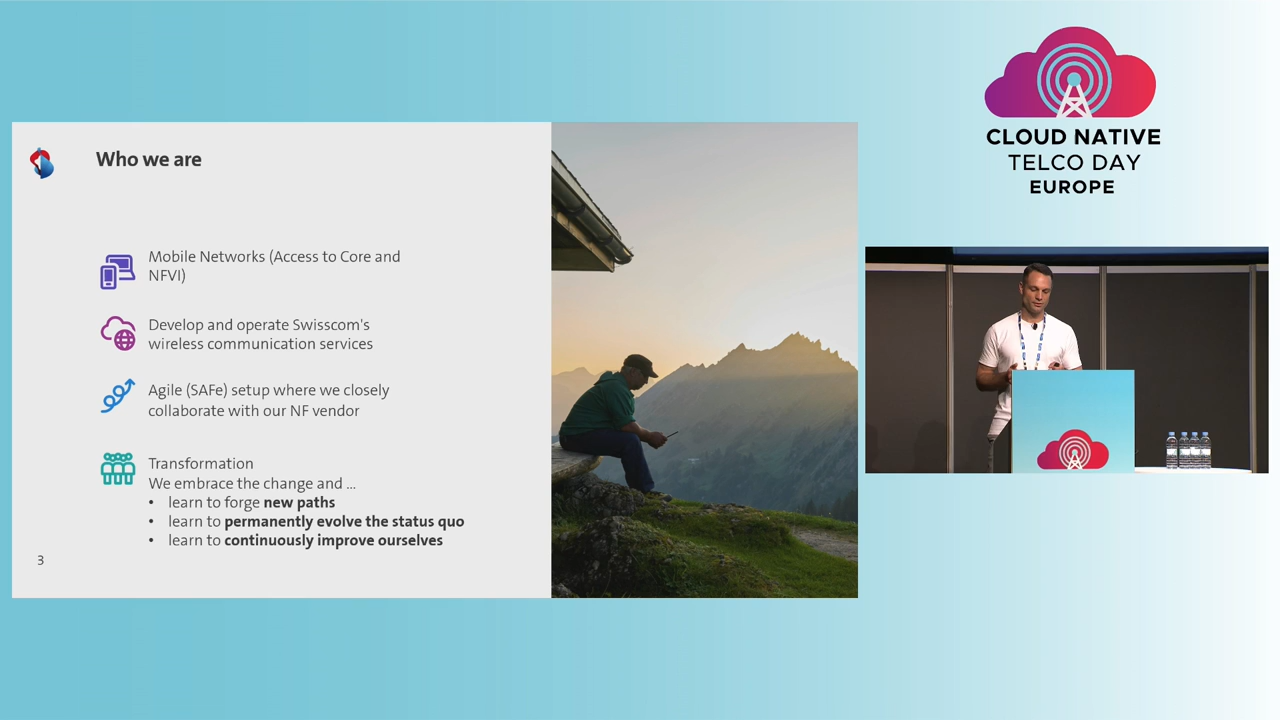 Who we are
Mobile Networks (Access to Core and
NFVI)
Develop and operate Swisscom's
wireless communication services
Agile (SAFe) setup where we closely
collaborate with our NF vendor
Transformation
We embrace the change and ...
• learn to forge new paths
• learn to permanently evolve the status quo
• learn to continuously improve ourselves
3
CLOUD NATIVE
TELCO DAY
EUROPE